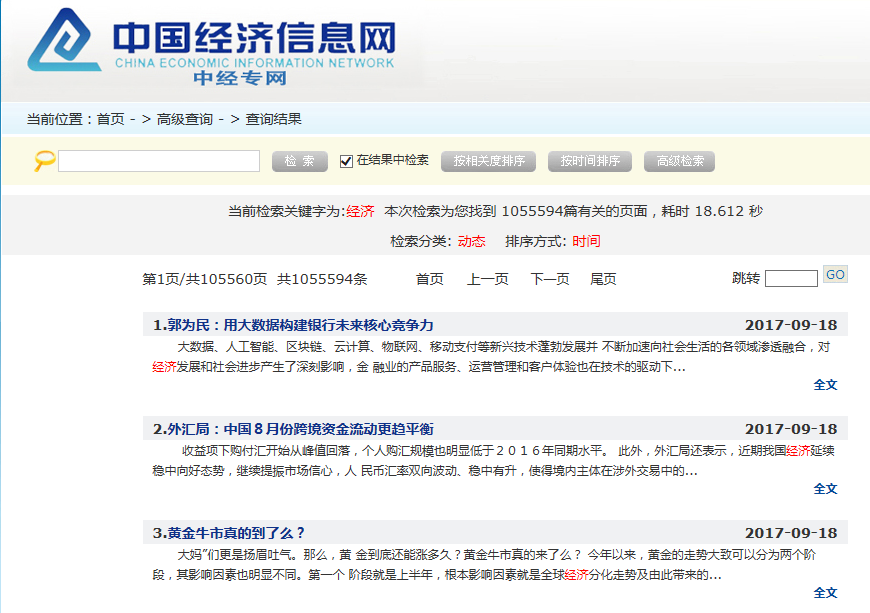 中国经济信息网
CHINA ECONOMIC INFORMATION NETWORK
中经专网
当前位置：首页 - > 高级查询 - > 查询结果
检 索 在结果中检索 按相关度排序 按时间排序 高级检索
当前检索关键字为:经济 本次检索为您找到 1055594篇有关的页面，耗时 18.612 秒
检索分类: 动态 排序方式: 时间
第1页/共105560页 共1055594条 首页 上一页 下一页 尾页 跳转 GO
1.郭为民：用大数据构建银行未来核心竞争力 2017-09-18
大数据、人工智能、区块链、云计算、物联网、移动支付等新兴技术蓬勃发展并 不断加速向社会生活的各领域渗透融合，对
经济发展和社会进步产生了深刻影响，金 融业的产品服务、运营管理和客户体验也在技术的驱动下...
全文
2.外汇局：中国８月份跨境资金流动更趋平衡 2017-09-18
收益项下购付汇开始从峰值回落，个人购汇规模也明显低于２０１６年同期水平。 此外，外汇局还表示，近期我国经济延续
稳中向好态势，继续提振市场信心，人 民币汇率双向波动、稳中有升，使得境内主体在涉外交易中的...
全文
3.黄金牛市真的到了么？ 2017-09-18
大妈"们更是扬眉吐气。那么，黄 金到底还能涨多久？黄金牛市真的来了么？ 今年以来，黄金的走势大致可以分为两个阶
段，其影响因素也明显不同。第一个 阶段就是上半年，根本影响因素就是全球经济分化走势及由此带来的...
全文